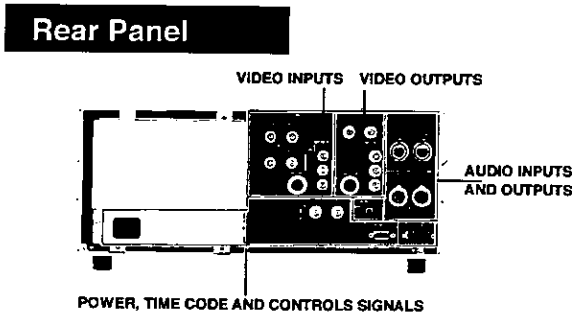 Rear Panel
VIDEO INPUTS VIDEO OUTPUTS
AUDIO INPUTS
AND OUTPUTS
POWER, TIME CODE AND CONTROLS SIGNALS